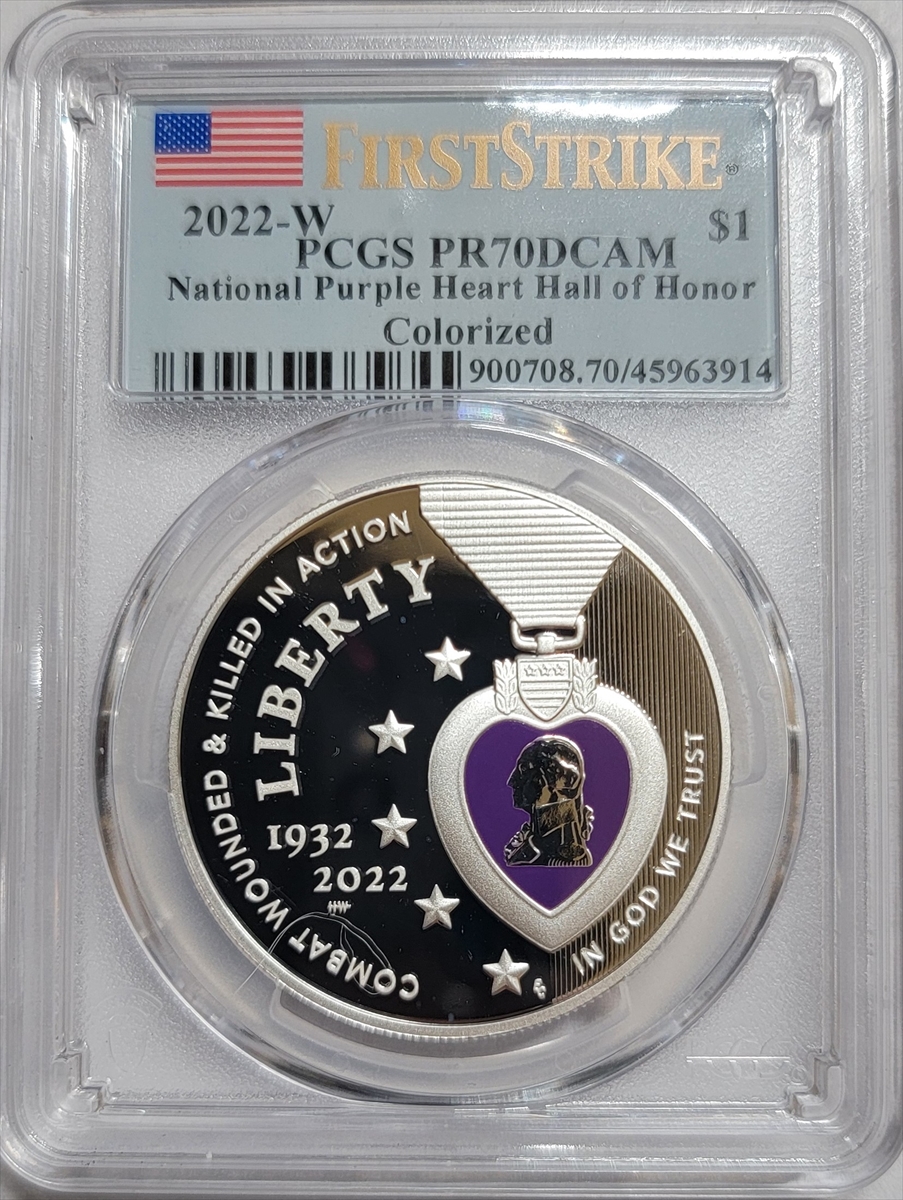 FIRSTSTRIKE®
2022-W $1
PCGS PR70DCAM
National Purple Heart Hall of Honor
Colorized
900708.70/45963914
COMBAT WOUNDED & KILLED IN ACTION
LIBERTY
1932
2022
IN GOD WE TRUST